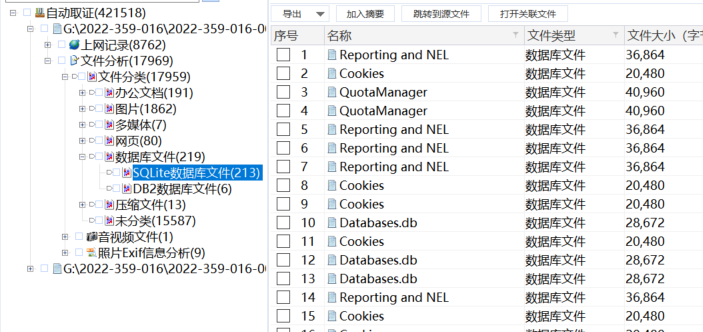 自动取证(421518)
G:\2022-359-016\2022-359-016-0
上网记录(8762)
文件分析(17969)
文件分类(17959)
办公文档(191)
图片(1862)
多媒体(7)
网页(80)
数据库文件(219)
SQLite数据库文件(213)
DB2数据库文件(6)
压缩文件(13)
未分类(15587)
音视频文件(1)
照片Exif信息分析(9)
G:\2022-359-016\2022-359-016-0
导出 加入摘要 跳转到源文件 打开关联文件
序号 名称 文件类型 文件大小（字节
1 Reporting and NEL 数据库文件 36,864
2 Cookies 数据库文件 20,480
3 QuotaManager 数据库文件 40,960
4 QuotaManager 数据库文件 40,960
5 Reporting and NEL 数据库文件 36,864
6 Reporting and NEL 数据库文件 36,864
7 Reporting and NEL 数据库文件 36,864
8 Cookies 数据库文件 20,480
9 Cookies 数据库文件 20,480
10 Databases.db 数据库文件 28,672
11 Cookies 数据库文件 20,480
12 Databases.db 数据库文件 28,672
13 Databases.db 数据库文件 28,672
14 Reporting and NEL 数据库文件 36,864
15 Cookies 数据库文件 20,480